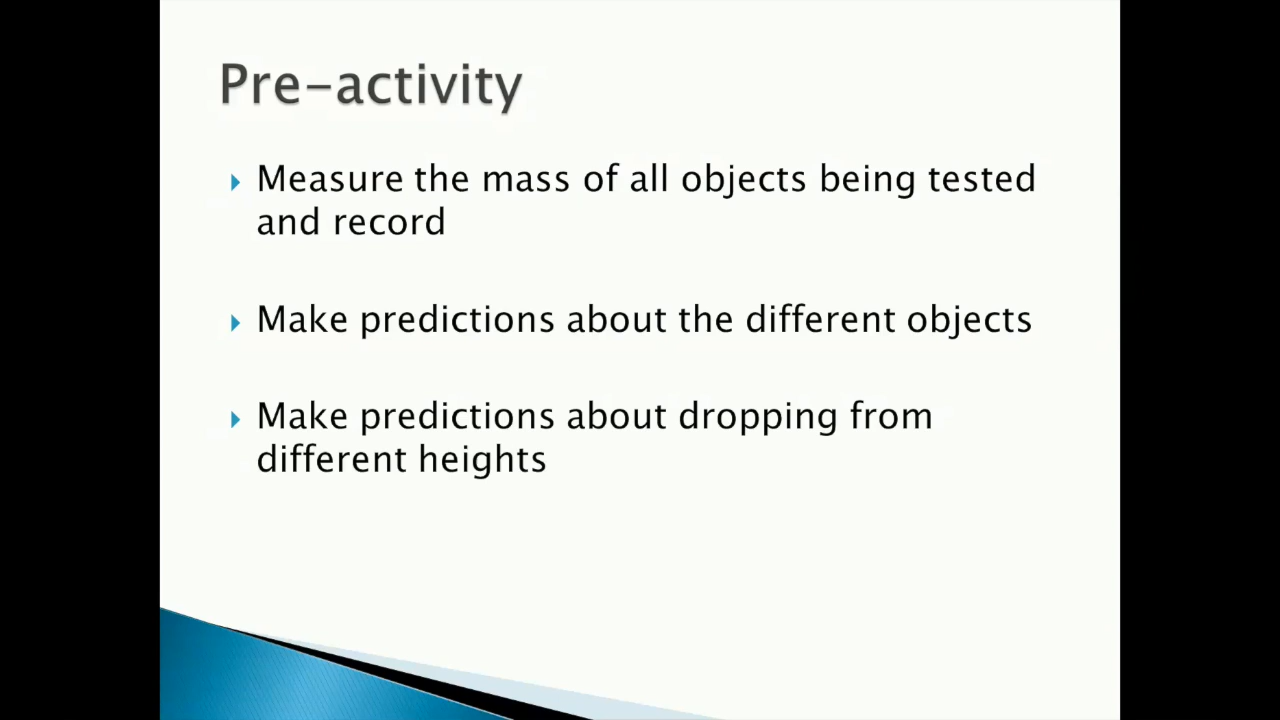 Pre-activity
Measure the mass of all objects being tested
and record
Make predictions about the different objects
Make predictions about dropping from
different heights